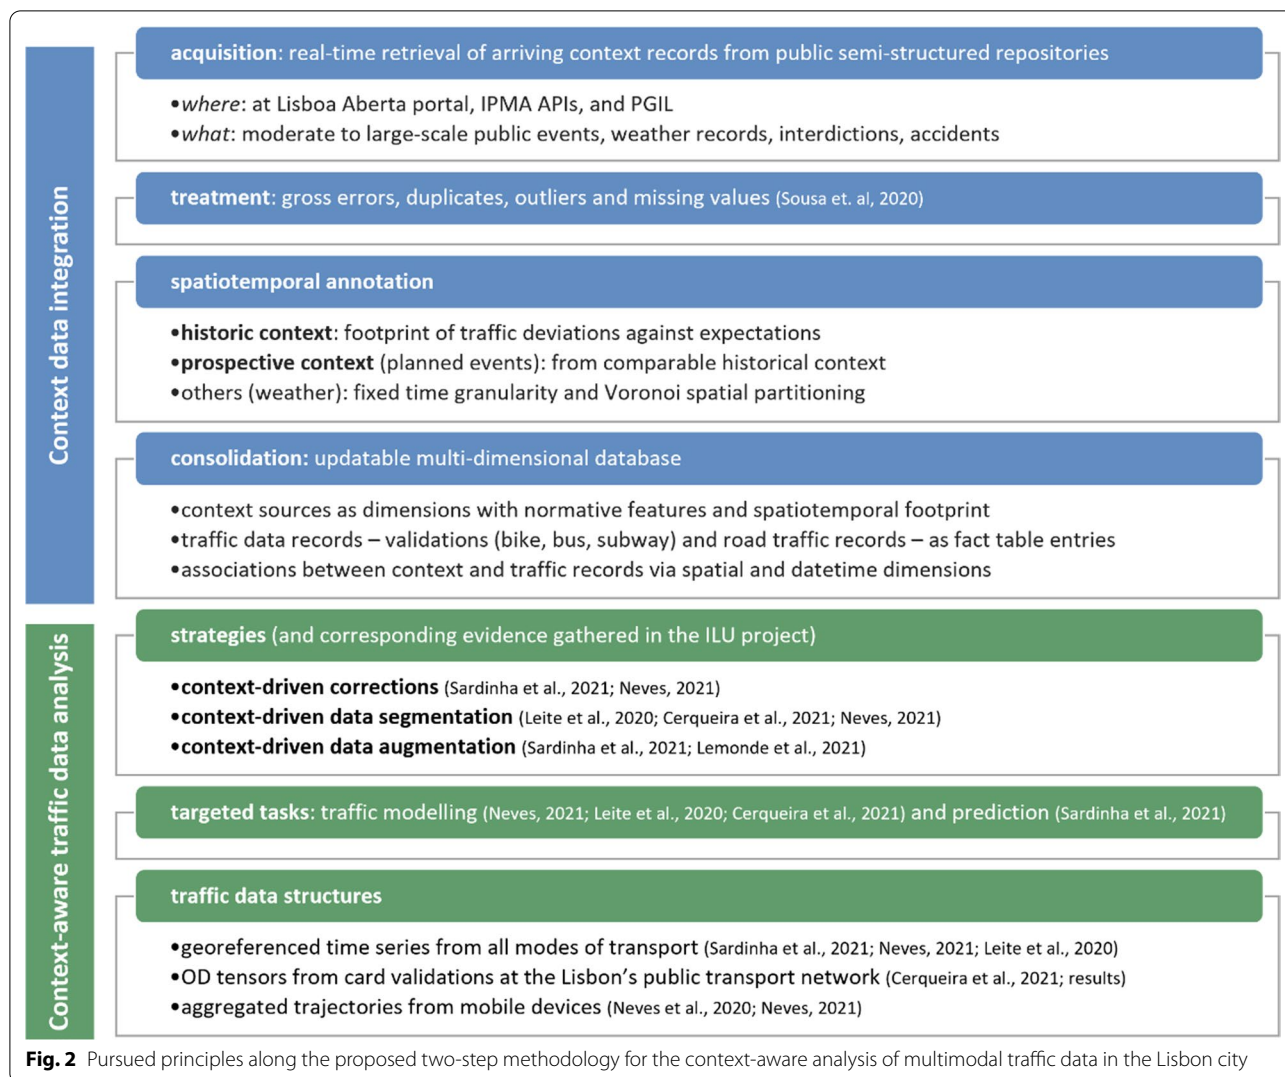 Context data integration
acquisition: real-time retrieval of arriving context records from public semi-structured repositories
•where: at Lisboa Aberta portal, IPMA APIs, and PGIL
•what: moderate to large-scale public events, weather records, interdictions, accidents
treatment: gross errors, duplicates, outliers and missing values (Sousa et. al, 2020)
spatiotemporal annotation
•historic context: footprint of traffic deviations against expectations
•prospective context (planned events): from comparable historical context
•others (weather): fixed time granularity and Voronoi spatial partitioning
consolidation: updatable multi-dimensional database
•context sources as dimensions with normative features and spatiotemporal footprint
•traffic data records – validations (bike, bus, subway) and road traffic records – as fact table entries
•associations between context and traffic records via spatial and datetime dimensions
Context-aware traffic data analysis
strategies (and corresponding evidence gathered in the ILU project)
•context-driven corrections (Sardinha et al., 2021; Neves, 2021)
•context-driven data segmentation (Leite et al., 2020; Cerqueira et al., 2021; Neves, 2021)
•context-driven data augmentation (Sardinha et al., 2021; Lemonde et al., 2021)
targeted tasks: traffic modelling (Neves, 2021; Leite et al., 2020; Cerqueira et al., 2021) and prediction (Sardinha et al., 2021)
traffic data structures
•georeferenced time series from all modes of transport (Sardinha et al., 2021; Neves, 2021; Leite et al., 2020)
•OD tensors from card validations at the Lisbon's public transport network (Cerqueira et al., 2021; results)
•aggregated trajectories from mobile devices (Neves et al., 2020; Neves, 2021)
Fig. 2 Pursued principles along the proposed two-step methodology for the context-aware analysis of multimodal traffic data in the Lisbon city